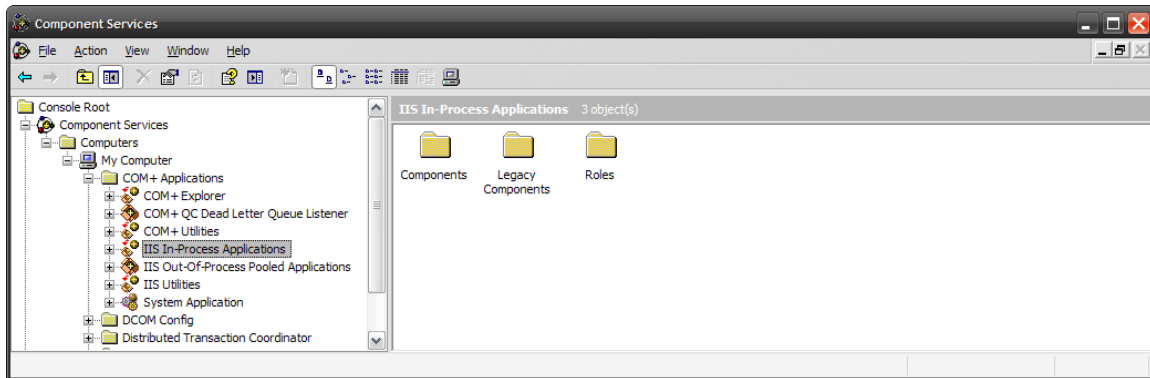 Component Services
File Action View Window Help
Console Root
Component Services
Computers
My Computer
COM+ Applications
COM+ Explorer
COM+ QC Dead Letter Queue Listener
COM+ Utilities
IIS In-Process Applications
IIS Out-Of-Process Pooled Applications
IIS Utilities
System Application
DCOM Config
Distributed Transaction Coordinator
IIS In-Process Applications 3 object(s)
Components
Legacy
Components
Roles